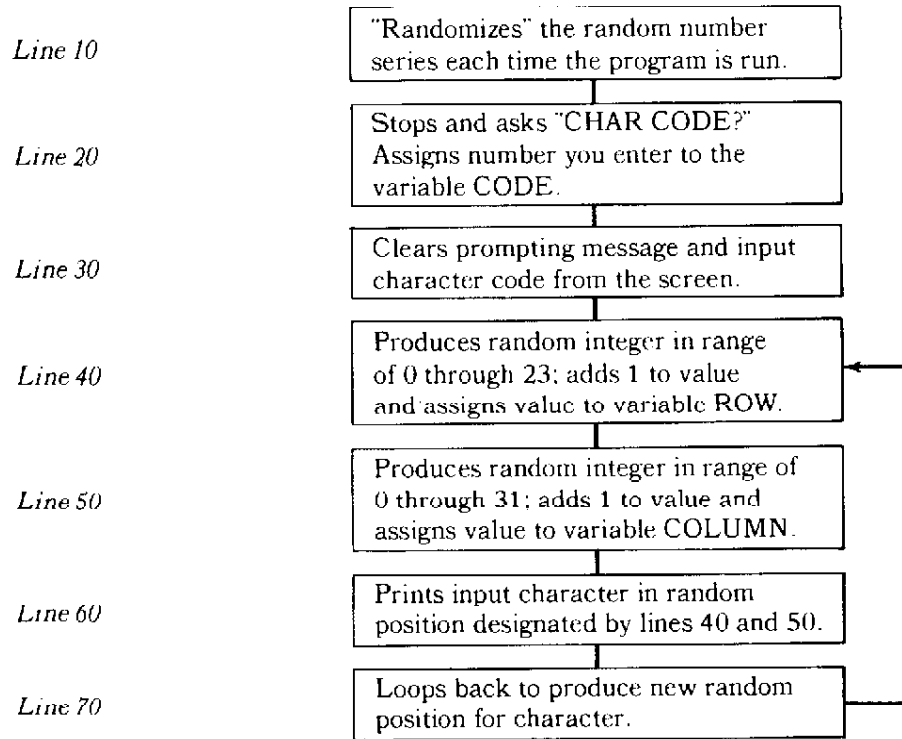 Line 10
"Randomizes" the random number
series each time the program is run.
Line 20
Stops and asks "CHAR CODE?"
Assigns number you enter to the
variable CODE.
Line 30
Clears prompting message and input
character code from the screen.
Line 40
Produces random integer in range
of 0 through 23; adds 1 to value
and assigns value to variable ROW.
Line 50
Produces random integer in range of
0 through 31; adds 1 to value and
assigns value to variable COLUMN.
Line 60
Prints input character in random
position designated by lines 40 and 50.
Line 70
Loops back to produce new random
position for character.